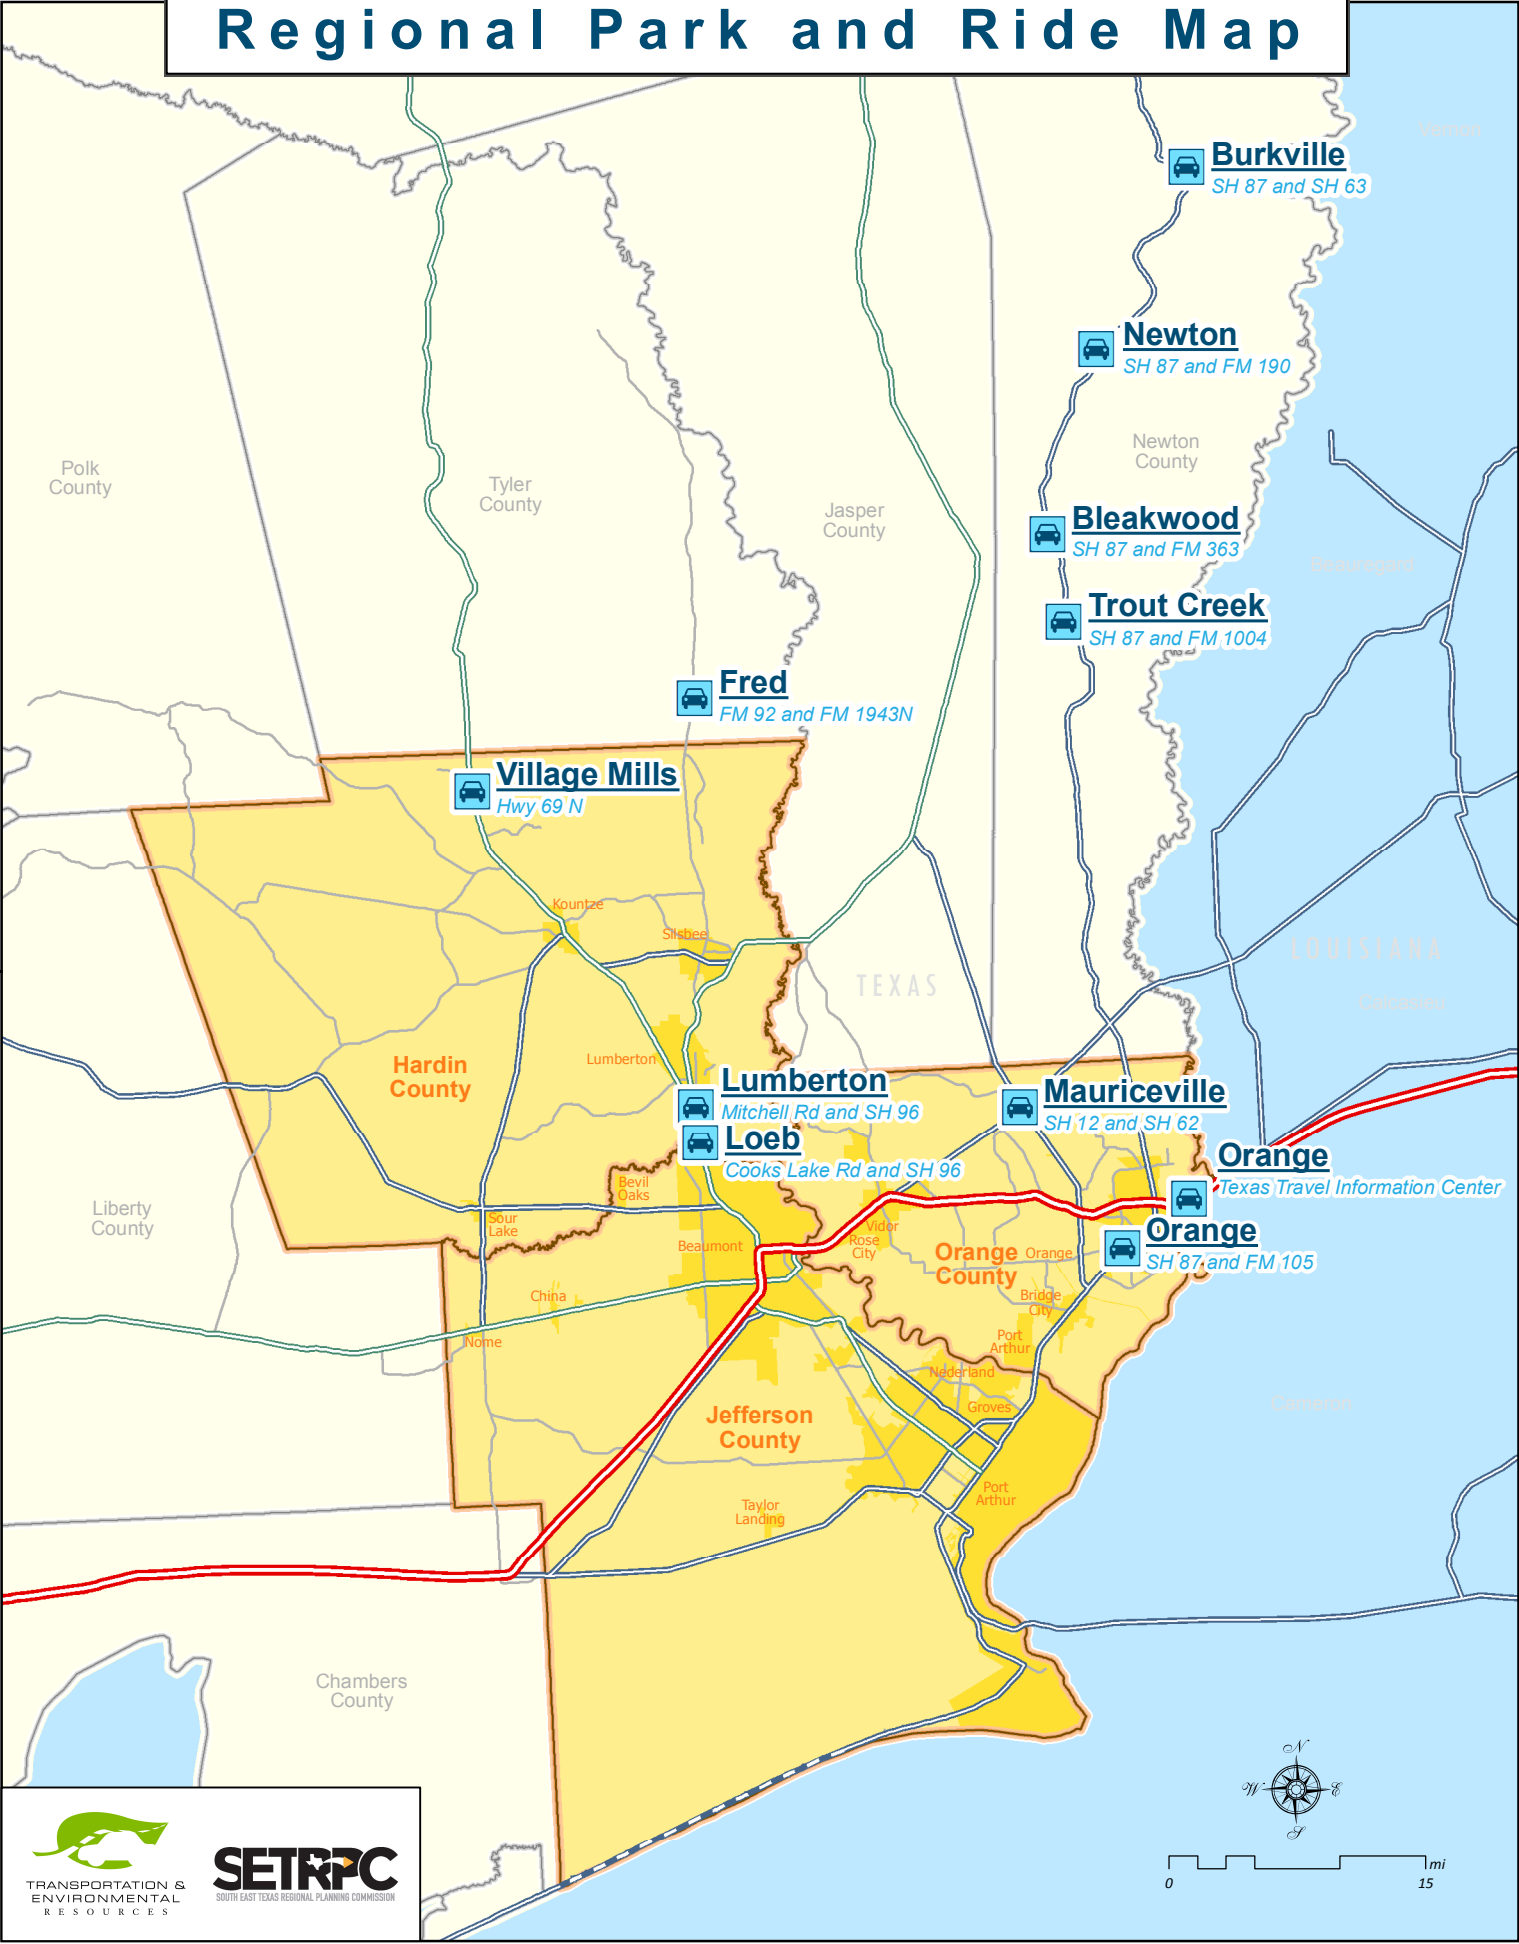 Regional Park and Ride Map
Vernon
Burkville
SH 87 and SH 63
Newton
SH 87 and FM 190
Newton
County
Polk
County
Tyler
County
Jasper
County
Bleakwood
SH 87 and FM 363
Beauregard
Trout Creek
SH 87 and FM 1004
Fred
FM 92 and FM 1943N
Village Mills
Hwy 69 N
Kountze
Silsbee
LOUISIANA
TEXAS
Calcasieu
Hardin
County
Lumberton
Lumberton
Mitchell Rd and SH 96
Mauriceville
SH 12 and SH 62
Loeb
Cooks Lake Rd and SH 96
Orange
Texas Travel Information Center
Bevil
Oaks
Liberty
County
Sour
Lake
Beaumont
Vidor
Rose
City
Orange
County
Orange
Orange
SH 87 and FM 105
China
Bridge
City
Nome
Port
Arthur
Nederland
Groves
Cameron
Jefferson
County
Taylor
Landing
Port
Arthur
Chambers
County
N
W
E
S
mi
0
15
TRANSPORTATION &
ENVIRONMENTAL
RESOURCES
SETRPC
SOUTH EAST TEXAS REGIONAL PLANNING COMMISSION